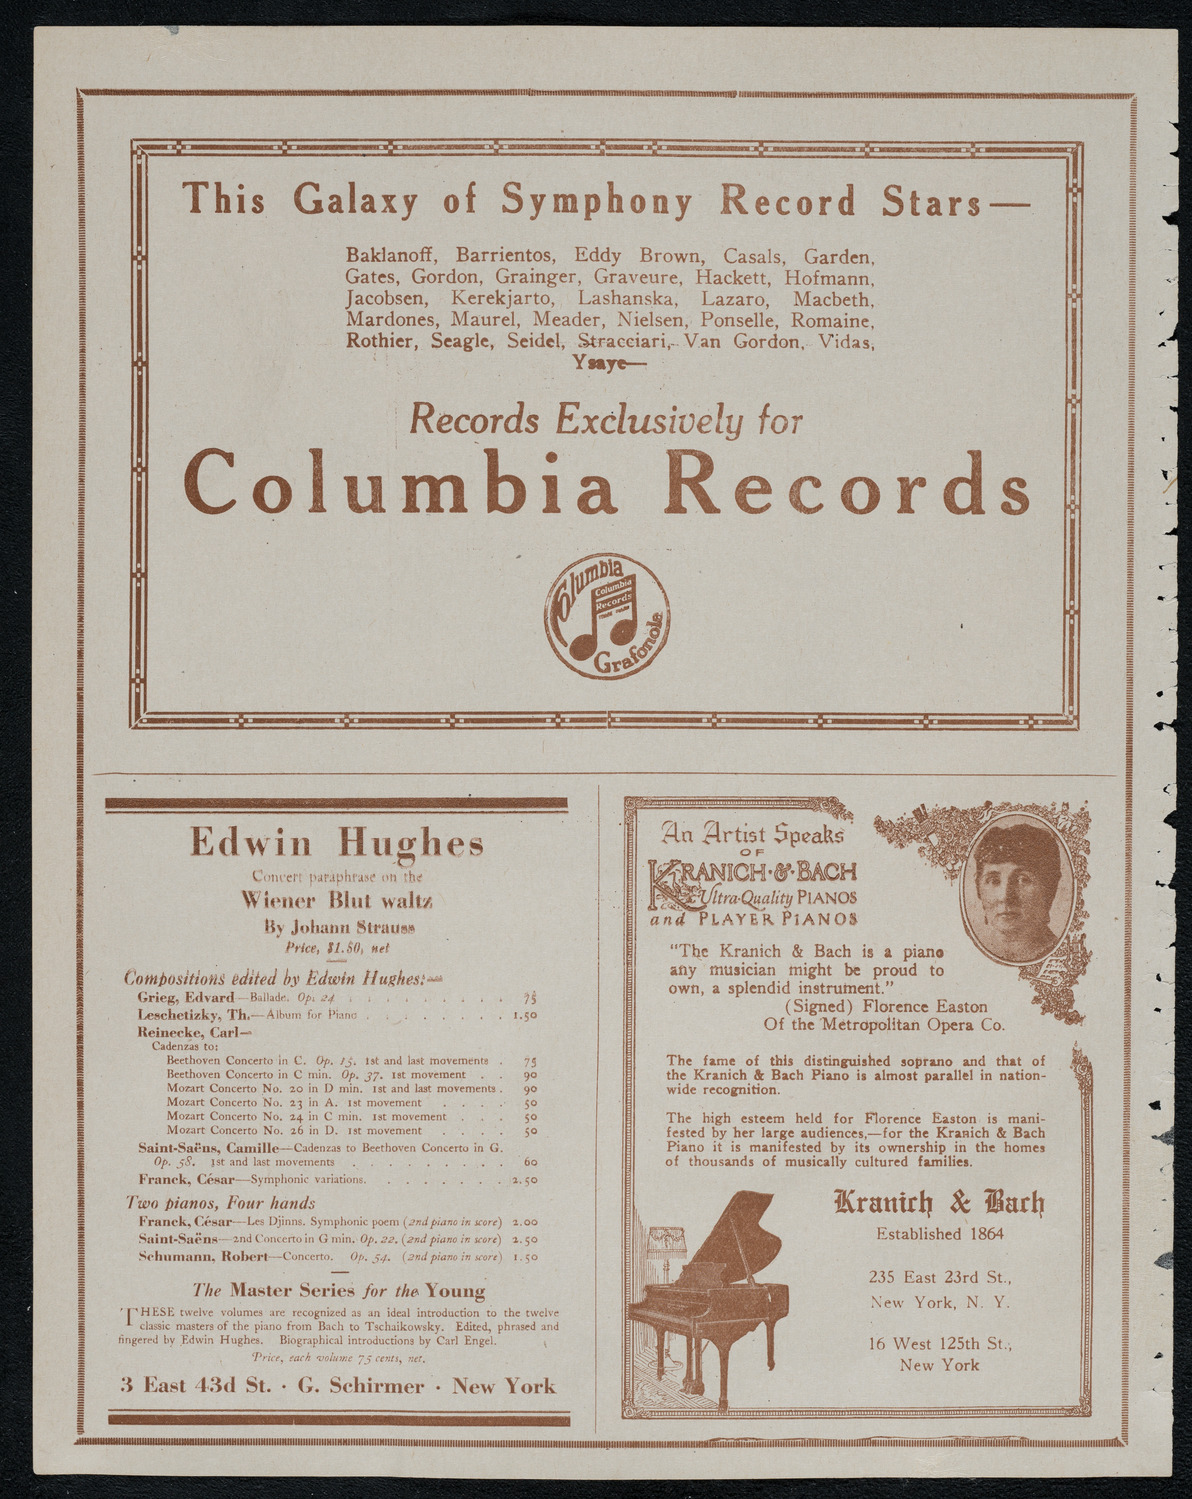 This Galaxy of Symphony Record Stars—
Baklanoff, Barrientos, Eddy Brown, Casals, Garden,
Gates, Gordon, Grainger, Graveure, Hackett, Hofmann,
Jacobsen, Kerekjarto, Lashanska, Lazaro, Macbeth,
Mardones, Maurel, Meader, Nielsen, Ponselle, Romaine,
Rothier, Seagle, Seidel, Stracciari, Van Gordon, Vidas,
Ysaye—
Records Exclusively for
Columbia Records
Columbia
Columbia
Records
Grafonola
Edwin Hughes
Concert paraphrase on the
Wiener Blut waltz
By Johann Strauss
Price, $1.80, net
Compositions edited by Edwin Hughes:—
Grieg, Edvard—Ballade. Op. 24 . . . . . . . . . 75
Leschetizky, Th.—Album for Piano . . . . . . . . 1.50
Reinecke, Carl—
Cadenzas to:
Beethoven Concerto in C. Op. 15. 1st and last movements . 75
Beethoven Concerto in C min. Op. 37. 1st movement . . 90
Mozart Concerto No. 20 in D min. 1st and last movements . 90
Mozart Concerto No. 23 in A. 1st movement . . . . 50
Mozart Concerto No. 24 in C min. 1st movement . . . 50
Mozart Concerto No. 26 in D. 1st movement . . . . 50
Saint-Saëns, Camille—Cadenzas to Beethoven Concerto in G.
Op. 58. 1st and last movements . . . . . . . . 60
Franck, César—Symphonic variations. . . . . . . . 2.50
Two pianos, Four hands
Franck, César—Les Djinns. Symphonic poem (2nd piano in score) 2.00
Saint-Saëns—2nd Concerto in G min. Op. 22. (2nd piano in score) 2.50
Schumann, Robert—Concerto. Op. 54. (2nd piano in score) 1.50
The Master Series for the Young
THESE twelve volumes are recognized as an ideal introduction to the twelve
classic masters of the piano from Bach to Tschaikowsky. Edited, phrased and
fingered by Edwin Hughes. Biographical introductions by Carl Engel.
Price, each volume 75 cents, net.
3 East 43d St. · G. Schirmer · New York
An Artist Speaks
OF
KRANICH·&·BACH
Ultra-Quality PIANOS
and PLAYER PIANOS
"The Kranich & Bach is a piano
any musician might be proud to
own, a splendid instrument."
(Signed) Florence Easton
Of the Metropolitan Opera Co.
The fame of this distinguished soprano and that of
the Kranich & Bach Piano is almost parallel in nation-
wide recognition.
The high esteem held for Florence Easton is mani-
fested by her large audiences,—for the Kranich & Bach
Piano it is manifested by its ownership in the homes
of thousands of musically cultured families.
Kranich & Bach
Established 1864
235 East 23rd St.,
New York, N. Y.
16 West 125th St.,
New York